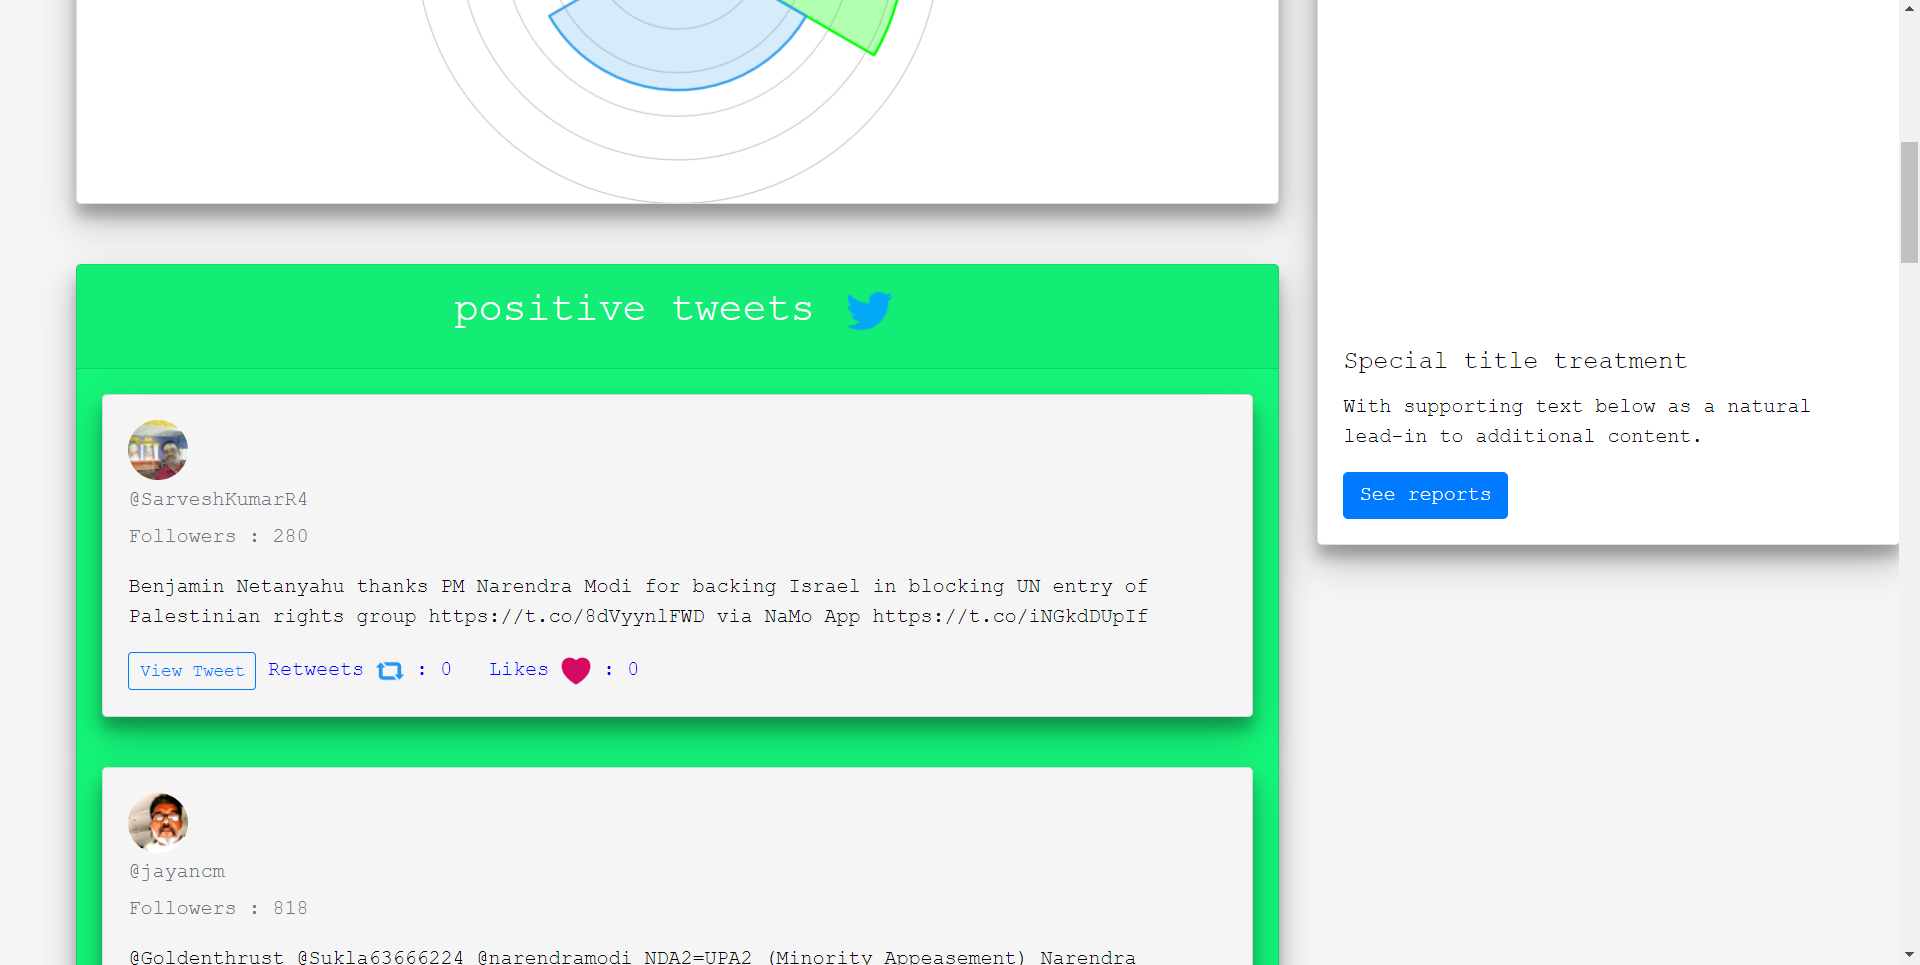 positive tweets
@SarveshKumarR4
Followers : 280
Benjamin Netanyahu thanks PM Narendra Modi for backing Israel in blocking UN entry of
Palestinian rights group https://t.co/8dVyynlFWD via NaMo App https://t.co/iNGkdDUpIf
View Tweet Retweets : 0 Likes : 0
@jayancm
Followers : 818
@Goldenthrust @Sukla63666224 @narendramodi NDA2=UPA2 (Minority Appeasement) Narendra
Special title treatment
With supporting text below as a natural
lead-in to additional content.
See reports